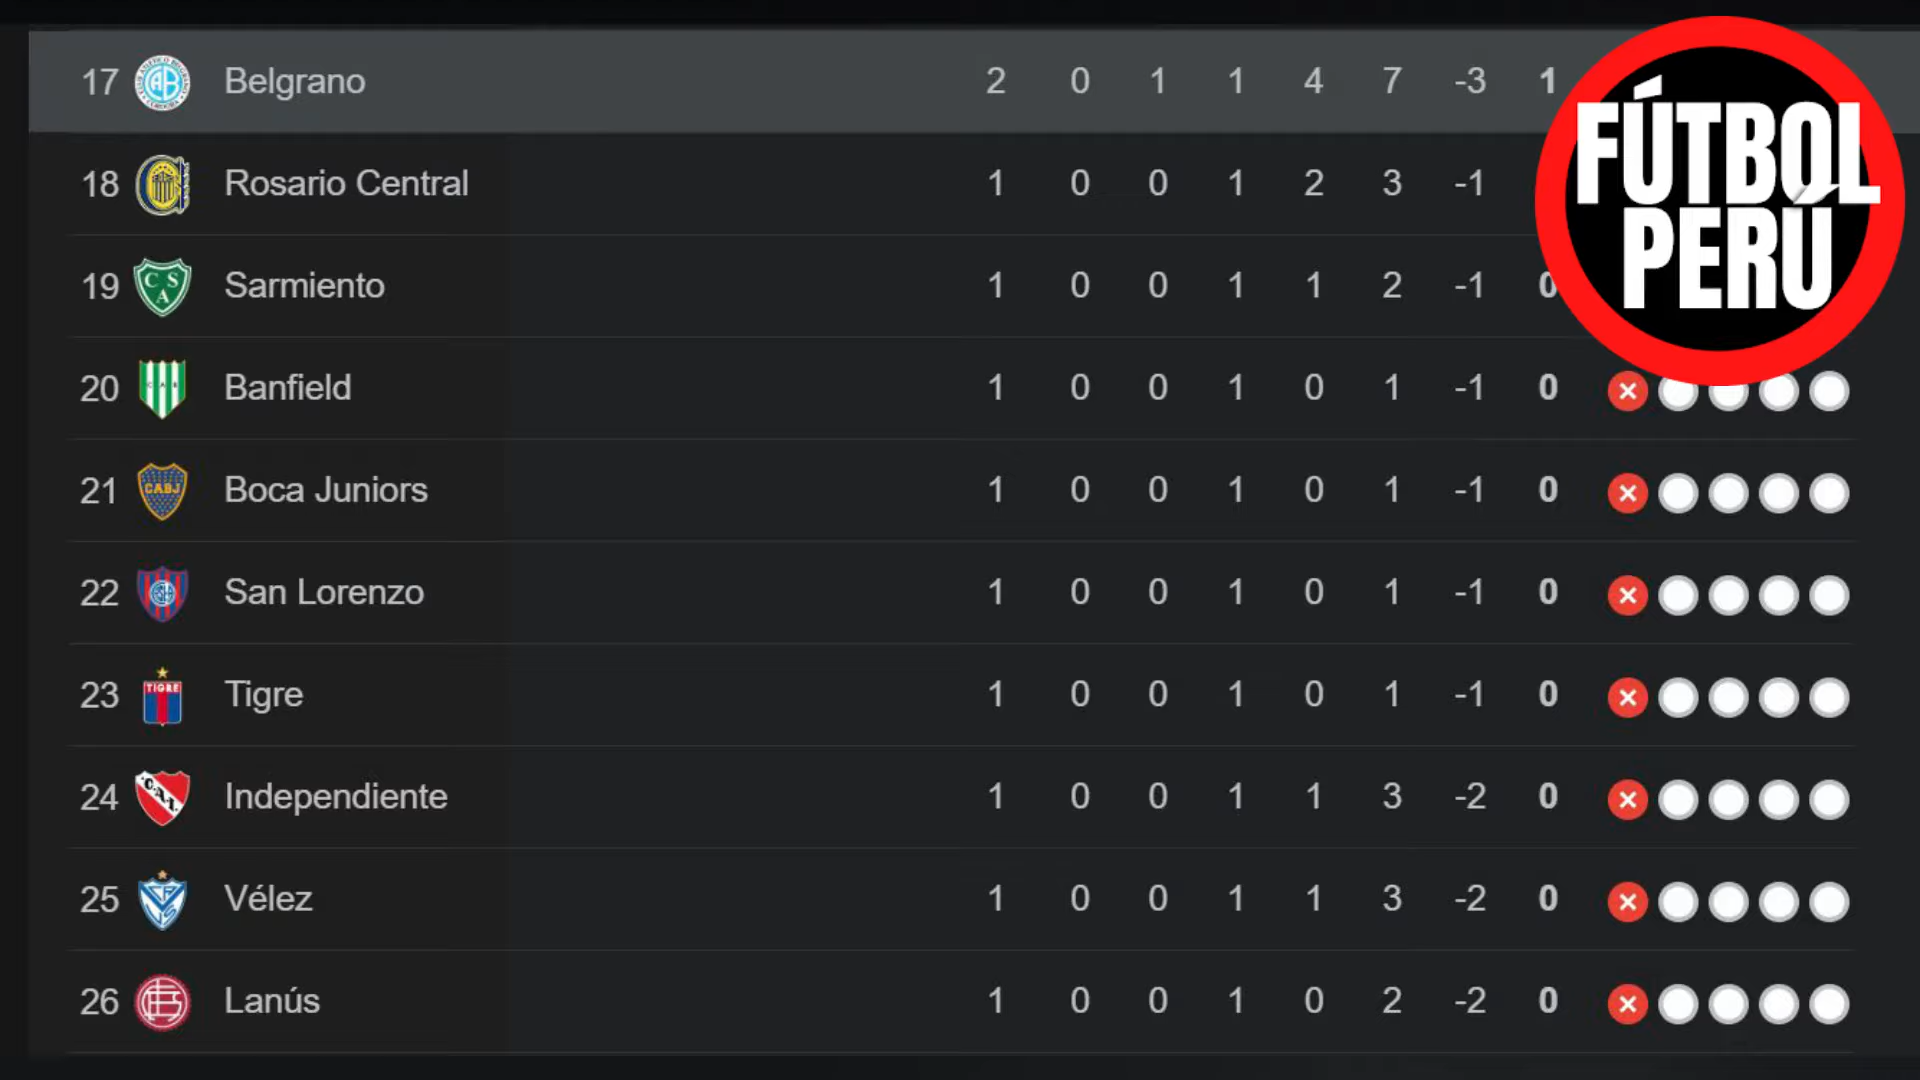 17 Belgrano 2 0 1 1 4 7 -3 1
18 Rosario Central 1 0 0 1 2 3 -1
19 Sarmiento 1 0 0 1 1 2 -1 0
20 Banfield 1 0 0 1 0 1 -1 0
21 Boca Juniors 1 0 0 1 0 1 -1 0
22 San Lorenzo 1 0 0 1 0 1 -1 0
23 Tigre 1 0 0 1 0 1 -1 0
24 Independiente 1 0 0 1 1 3 -2 0
25 Vélez 1 0 0 1 1 3 -2 0
26 Lanús 1 0 0 1 0 2 -2 0
FÚTBOL
PERÚ
CSA
CABJ
TIGRE
C.A.I.